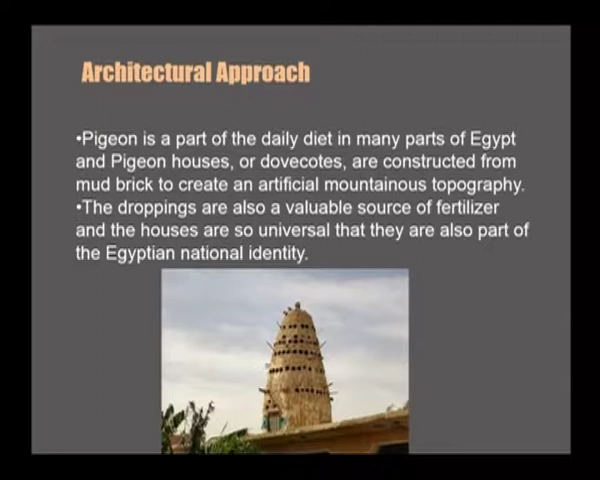 Architectural Approach
•Pigeon is a part of the daily diet in many parts of Egypt
and Pigeon houses, or dovecotes, are constructed from
mud brick to create an artificial mountainous topography.
•The droppings are also a valuable source of fertilizer
and the houses are so universal that they are also part of
the Egyptian national identity.